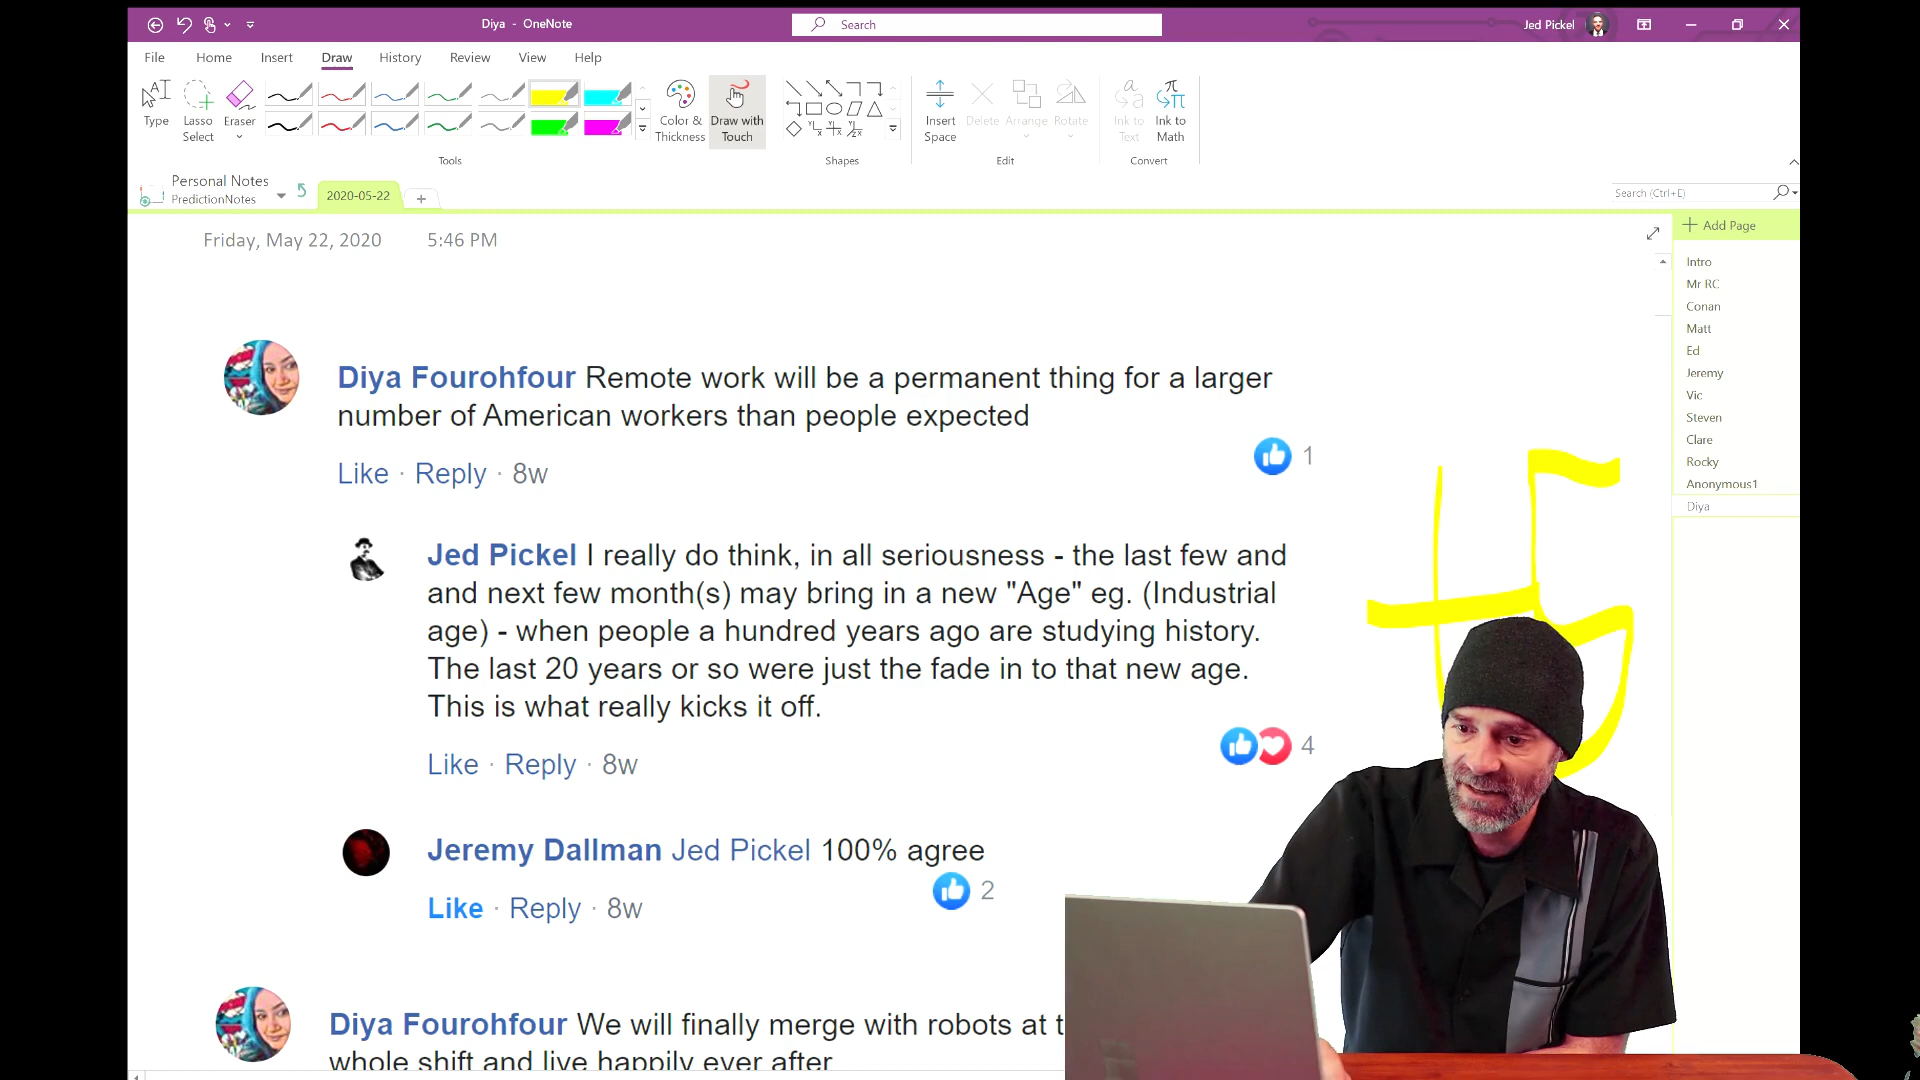 Diya - OneNote
Search
Jed Pickel
File Home Insert Draw History Review View Help
Type
Lasso Select
Eraser
Color & Thickness
Draw with Touch
Insert Space
Delete
Arrange
Rotate
Ink to Text
Ink to Math
Tools Shapes Edit Convert
Personal Notes
PredictionNotes
2020-05-22
Search (Ctrl+E)
Add Page
Friday, May 22, 2020 5:46 PM
Intro
Mr RC
Conan
Matt
Ed
Jeremy
Vic
Steven
Clare
Rocky
Anonymous1
Diya
Diya Fourohfour Remote work will be a permanent thing for a larger
number of American workers than people expected
1
Like · Reply · 8w
Jed Pickel I really do think, in all seriousness - the last few and
and next few month(s) may bring in a new "Age" eg. (Industrial
age) - when people a hundred years ago are studying history.
The last 20 years or so were just the fade in to that new age.
This is what really kicks it off.
4
Like · Reply · 8w
Jeremy Dallman Jed Pickel 100% agree
2
Like · Reply · 8w
Diya Fourohfour We will finally merge with robots at t
whole shift and live happily ever after